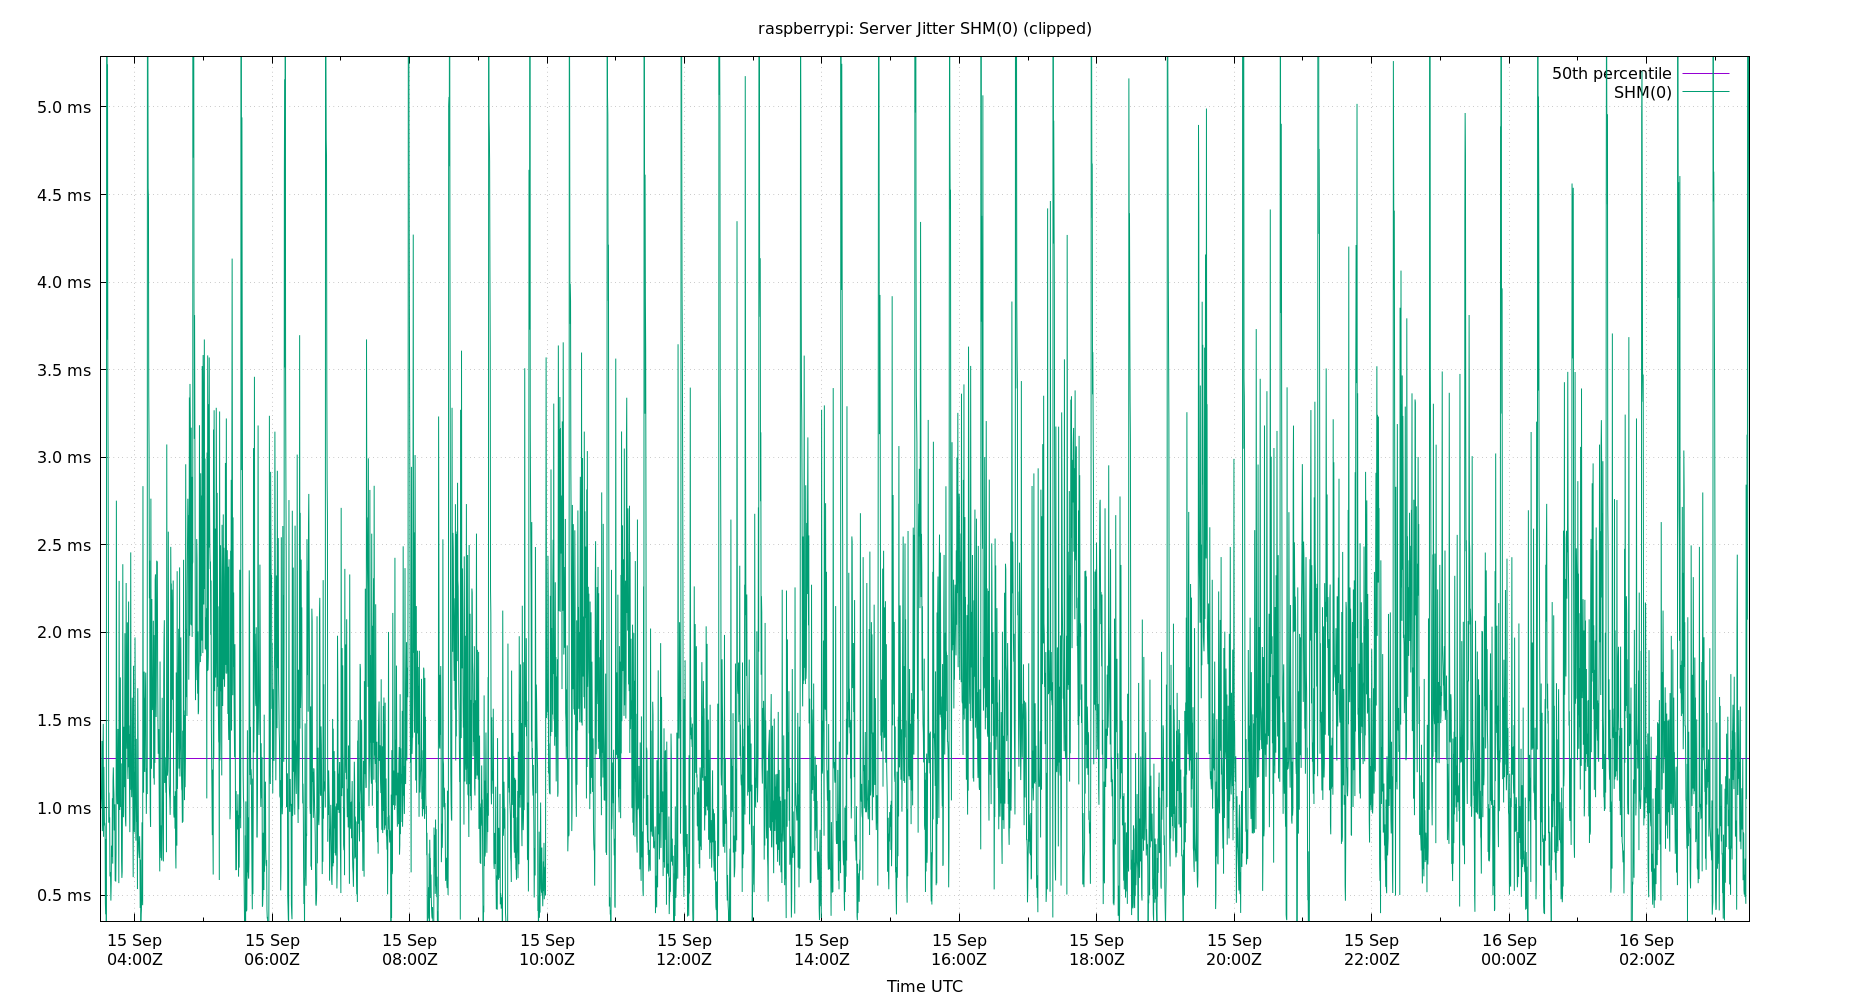 raspberrypi: Server Jitter SHM(0) (clipped)
50th percentile
SHM(0)
5.0 ms
4.5 ms
4.0 ms
3.5 ms
3.0 ms
2.5 ms
2.0 ms
1.5 ms
1.0 ms
0.5 ms
15 Sep 15 Sep 15 Sep 15 Sep 15 Sep 15 Sep 15 Sep 15 Sep 15 Sep 15 Sep 16 Sep 16 Sep
04:00Z 06:00Z 08:00Z 10:00Z 12:00Z 14:00Z 16:00Z 18:00Z 20:00Z 22:00Z 00:00Z 02:00Z
Time UTC